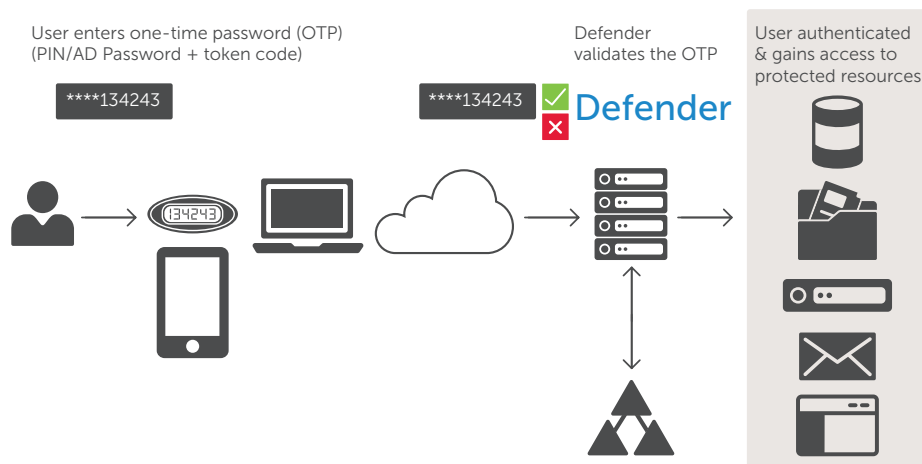 User enters one-time password (OTP)
(PIN/AD Password + token code)
****134243
134243
****134243
Defender
validates the OTP
Defender
User authenticated
& gains access to
protected resources